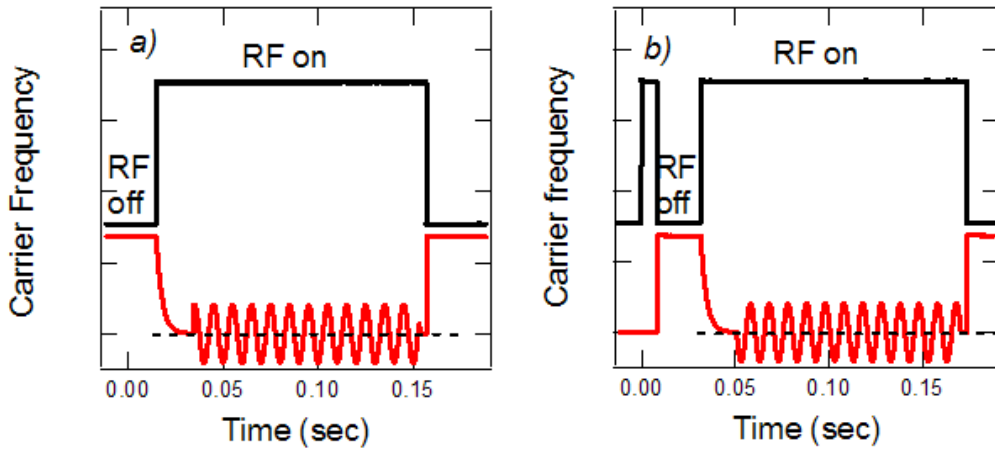 a)
RF on
RF
off
Carrier Frequency
0.00
0.05
0.10
0.15
Time (sec)
b)
RF on
RF
off
Carrier frequency
0.00
0.05
0.10
0.15
Time (sec)